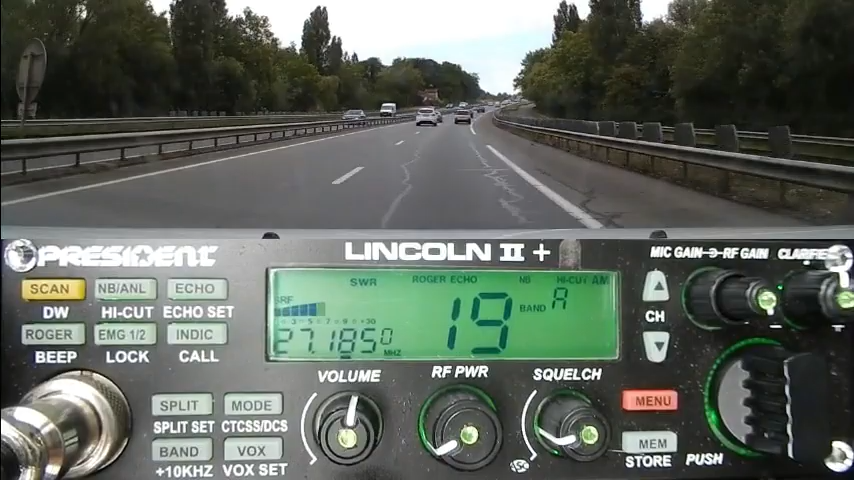 PRESIDENT
LINCOLN II +
MIC GAIN RF GAIN CLARIFIER
SCAN NB/ANL ECHO
DW HI-CUT ECHO SET
ROGER EMG 1/2 INDIC
BEEP LOCK CALL
SWR ROGER ECHO NB HI-CUT AM
RF
19 BAND A
27.1850 MHZ
CH
VOLUME RF PWR SQUELCH
SPLIT MODE
SPLIT SET CTCSS/DCS
BAND VOX
+10KHZ VOX SET
MENU
MEM
STORE PUSH